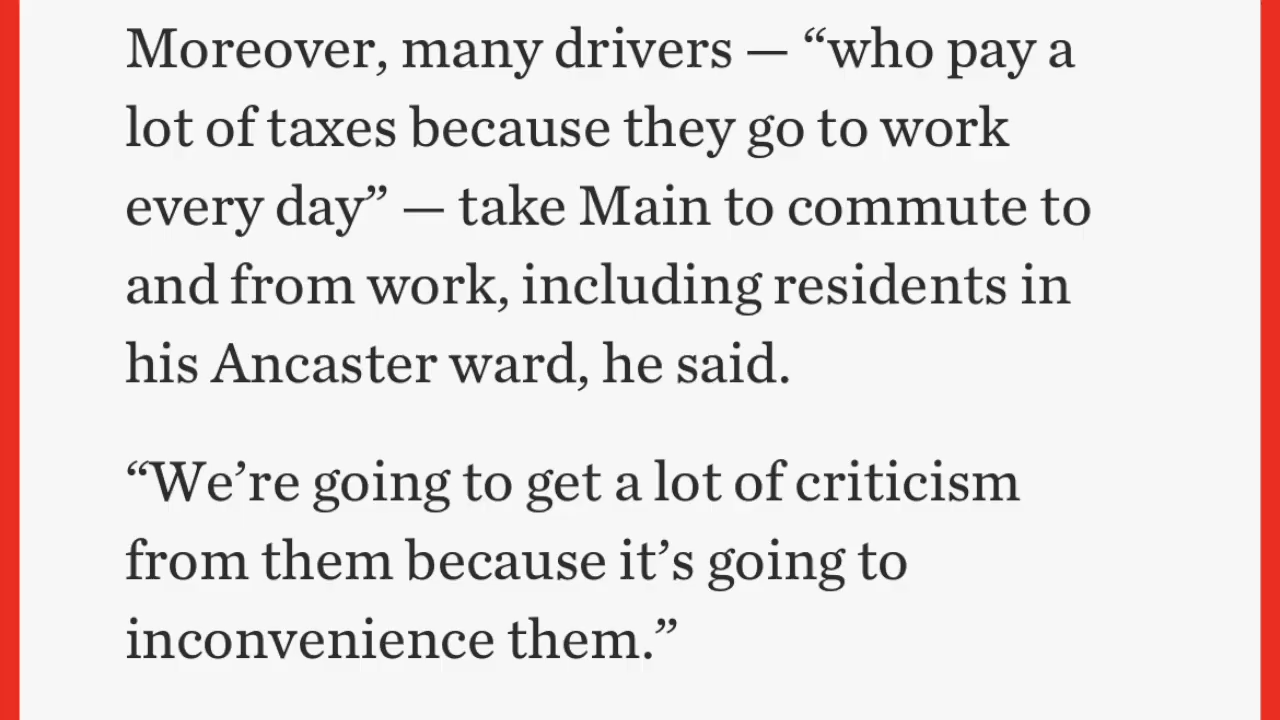 Moreover, many drivers — “who pay a
lot of taxes because they go to work
every day” — take Main to commute to
and from work, including residents in
his Ancaster ward, he said.
“We’re going to get a lot of criticism
from them because it’s going to
inconvenience them.”